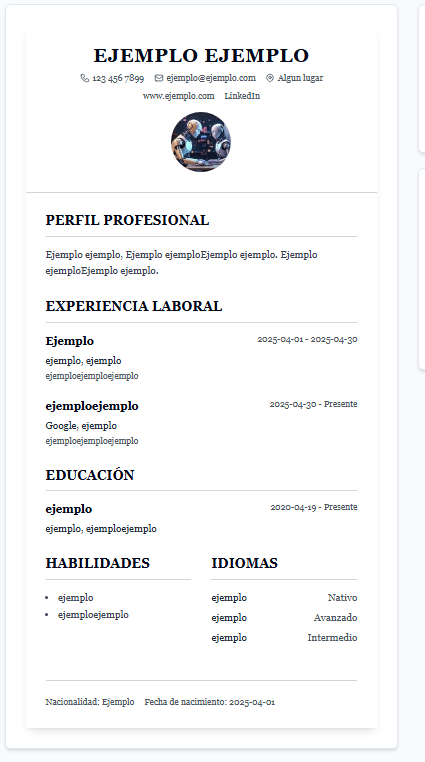 EJEMPLO EJEMPLO
123 456 7899 ejemplo@ejemplo.com Algun lugar
www.ejemplo.com LinkedIn
PERFIL PROFESIONAL
Ejemplo ejemplo, Ejemplo ejemploEjemplo ejemplo. Ejemplo
ejemploEjemplo ejemplo.
EXPERIENCIA LABORAL
Ejemplo 2025-04-01 - 2025-04-30
ejemplo, ejemplo
ejemploejemploejemplo
ejemploejemplo 2025-04-30 - Presente
Google, ejemplo
ejemploejemploejemplo
EDUCACIÓN
ejemplo 2020-04-19 - Presente
ejemplo, ejemploejemplo
HABILIDADES
• ejemplo
• ejemploejemplo
IDIOMAS
ejemplo Nativo
ejemplo Avanzado
ejemplo Intermedio
Nacionalidad: Ejemplo Fecha de nacimiento: 2025-04-01